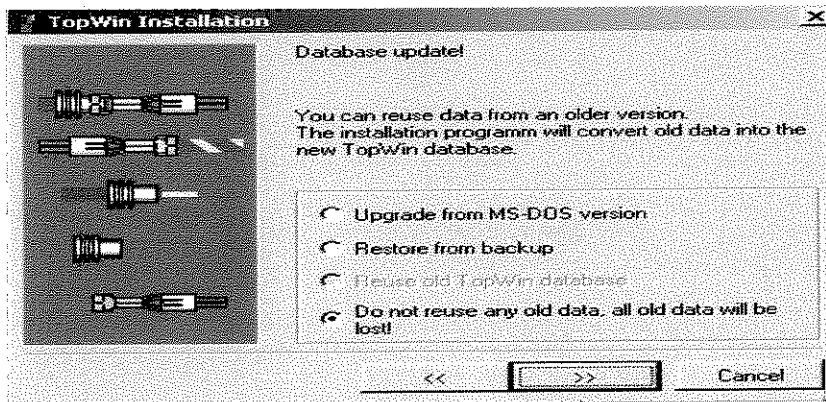 TopWin Installation
Database update!
You can reuse data from an older version.
The installation programm will convert old data into the
new TopWin database.
Upgrade from MS-DOS version
Restore from backup
Reuse old TopWin database
Do not reuse any old data, all old data will be
lost!
<< >> Cancel